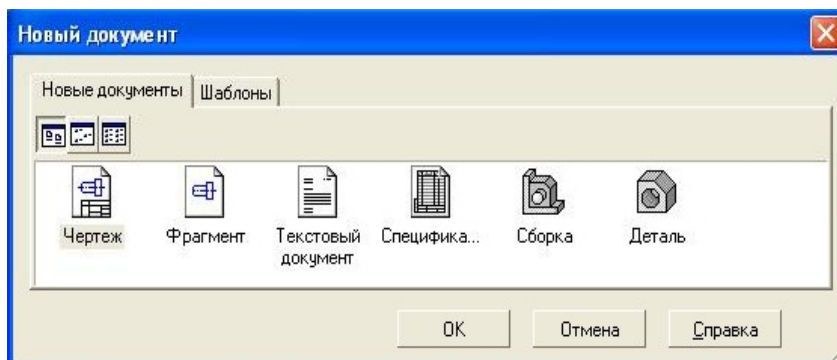 Новый документ
Новые документы Шаблоны
Чертеж Фрагмент Текстовый документ Специфика... Сборка Деталь
OK Отмена Справка